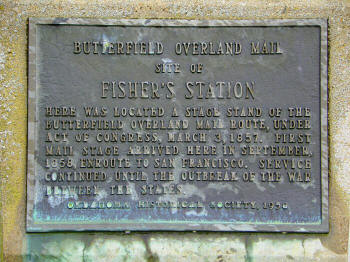 BUTTERFIELD OVERLAND MAIL
SITE OF
FISHER'S STATION
HERE WAS LOCATED A STAGE STAND OF THE
BUTTERFIELD OVERLAND MAIL ROUTE, UNDER
ACT OF CONGRESS, MARCH 3, 1857. FIRST
MAIL STAGE ARRIVED HERE IN SEPTEMBER,
1858, ENROUTE TO SAN FRANCISCO. SERVICE
CONTINUED UNTIL THE OUTBREAK OF THE WAR
BETWEEN THE STATES.
OKLAHOMA HISTORICAL SOCIETY, 1958